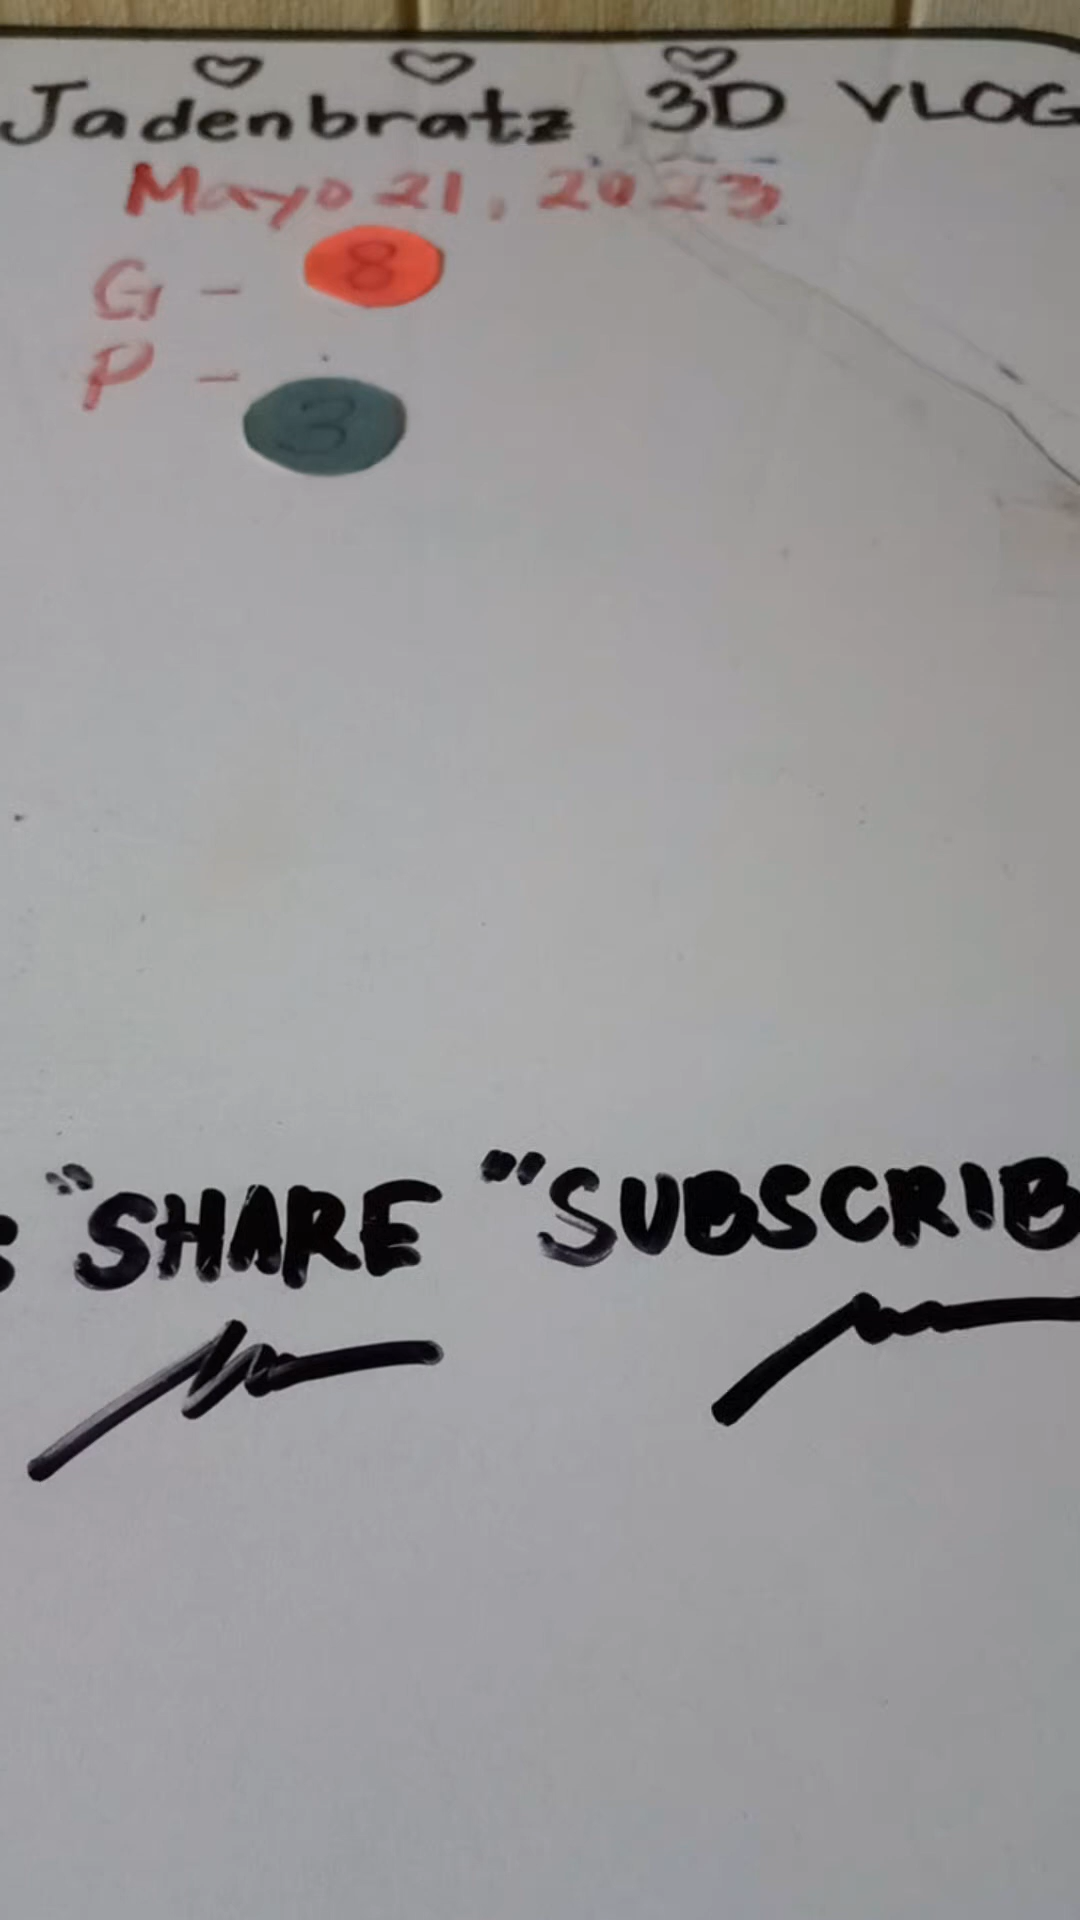 Jadenbratz 3D VLOG
Mayo 21, 2023
G - 8
P - 3
"SHARE "SUBSCRIB